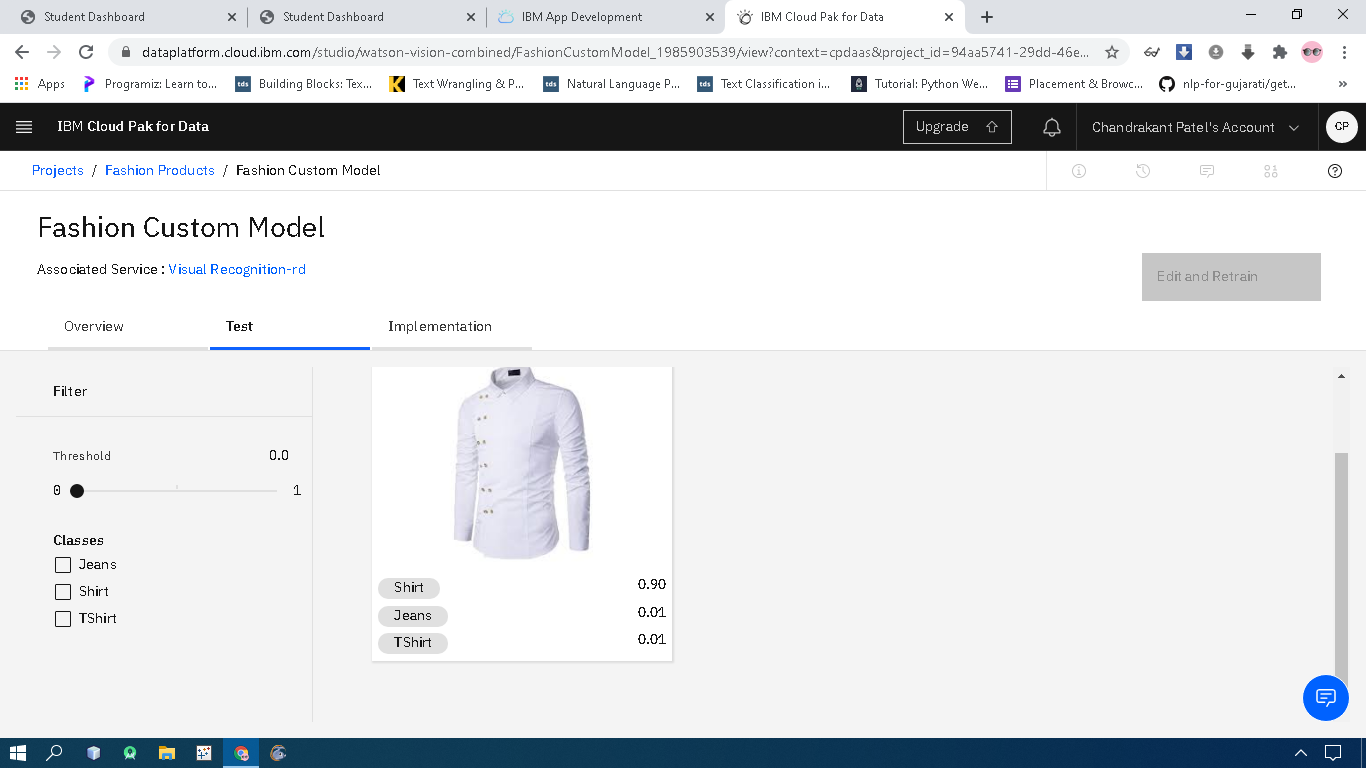 Student Dashboard
Student Dashboard
IBM App Development
IBM Cloud Pak for Data
dataplatform.cloud.ibm.com/studio/watson-vision-combined/FashionCustomModel_1985903539/view?context=cpdaas&project_id=94aa5741-29dd-46e...
Apps
Programiz: Learn to...
tds
Building Blocks: Tex...
Text Wrangling & P...
tds
Natural Language P...
tds
Text Classification i...
Tutorial: Python We...
Placement & Browc...
nlp-for-gujarati/get...
IBM Cloud Pak for Data
Upgrade
Chandrakant Patel's Account
CP
Projects / Fashion Products / Fashion Custom Model
Fashion Custom Model
Associated Service : Visual Recognition-rd
Edit and Retrain
Overview
Test
Implementation
Filter
Threshold 0.0
0 1
Classes
Jeans
Shirt
TShirt
Shirt 0.90
Jeans 0.01
TShirt 0.01